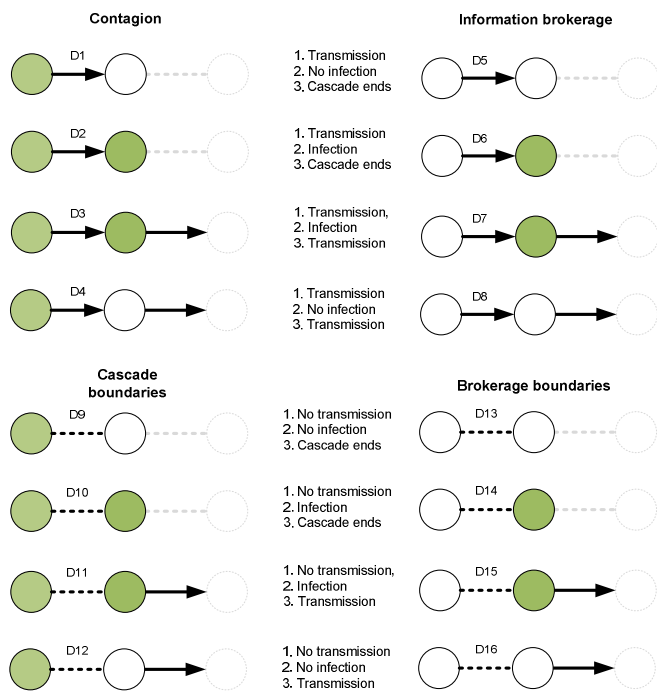 Contagion
Information brokerage
D1
1. Transmission
2. No infection
3. Cascade ends
D5
D2
1. Transmission
2. Infection
3. Cascade ends
D6
D3
1. Transmission,
2. Infection
3. Transmission
D7
D4
1. Transmission
2. No infection
3. Transmission
D8
Cascade
boundaries
Brokerage boundaries
D9
1. No transmission
2. No infection
3. Cascade ends
D13
D10
1. No transmission
2. Infection
3. Cascade ends
D14
D11
1. No transmission,
2. Infection
3. Transmission
D15
D12
1. No transmission
2. No infection
3. Transmission
D16